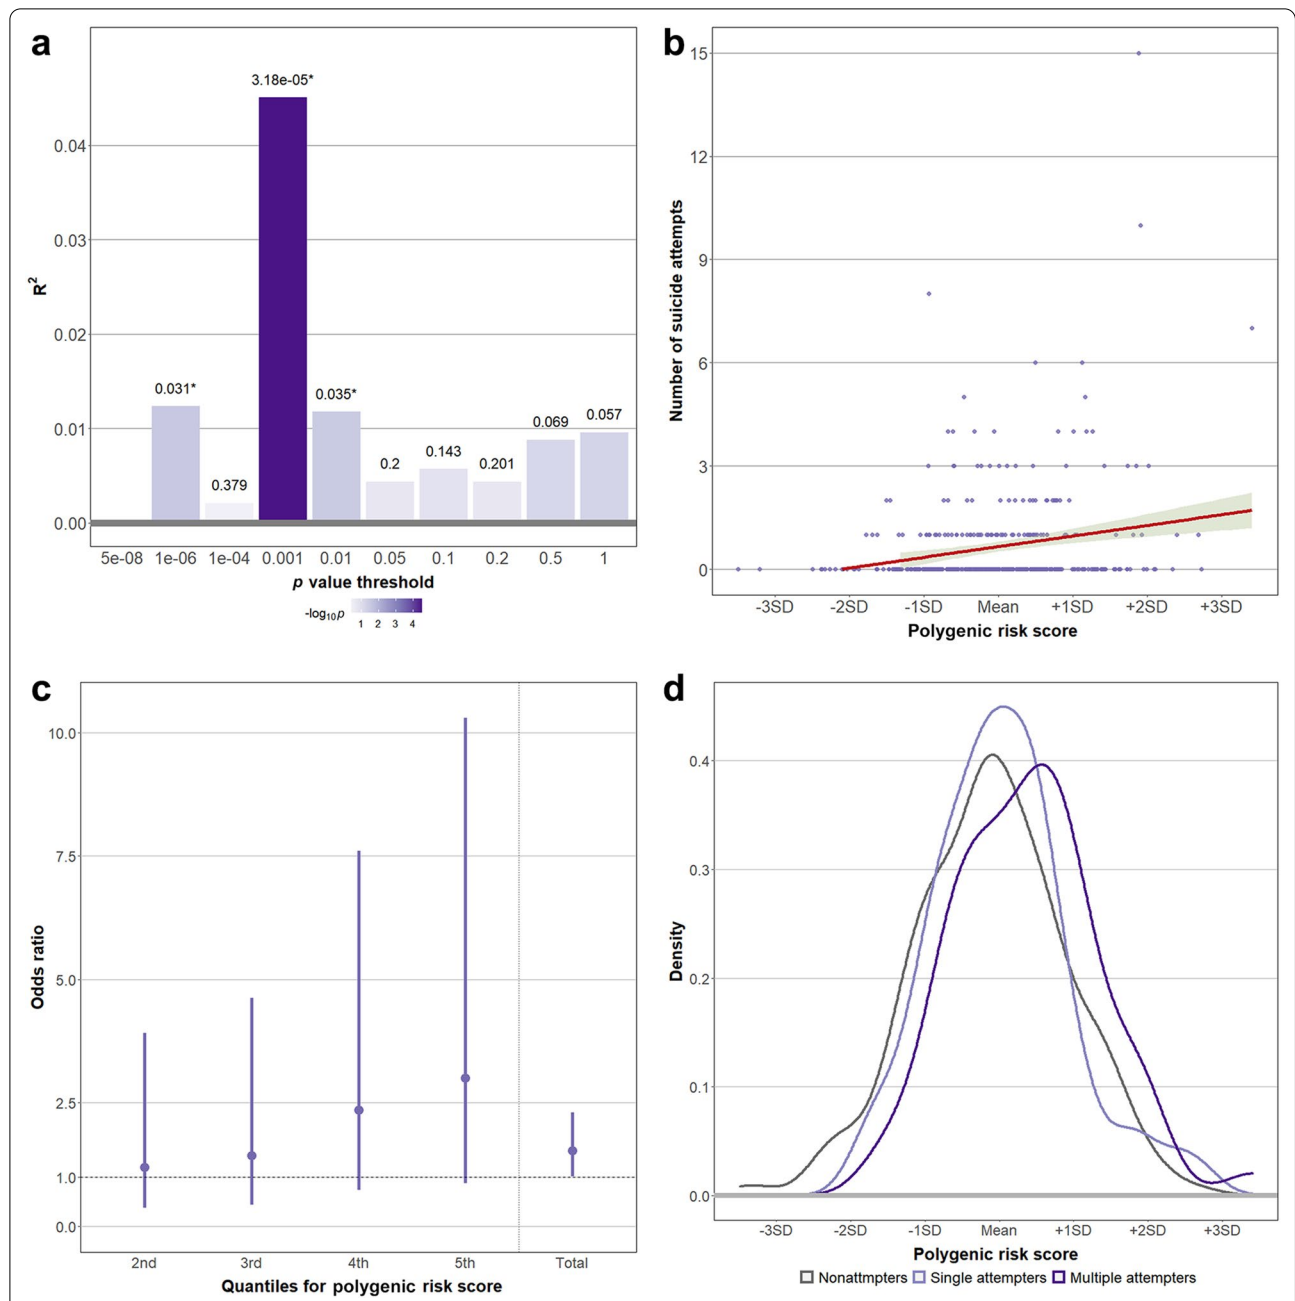 a
3.18e-05*
0.04
0.03
0.02
0.01
0.00
R2
0.031*
0.379
0.035*
0.2
0.143
0.201
0.069
0.057
5e-08 1e-06 1e-04 0.001 0.01 0.05 0.1 0.2 0.5 1
p value threshold
-log10p
1 2 3 4
b
15
12
9
6
3
0
Number of suicide attempts
-3SD -2SD -1SD Mean +1SD +2SD +3SD
Polygenic risk score
c
10.0
7.5
5.0
2.5
1.0
0.0
Odds ratio
2nd 3rd 4th 5th Total
Quantiles for polygenic risk score
d
0.4
0.3
0.2
0.1
0.0
Density
-3SD -2SD -1SD Mean +1SD +2SD +3SD
Polygenic risk score
Nonattmpters Single attempters Multiple attempters